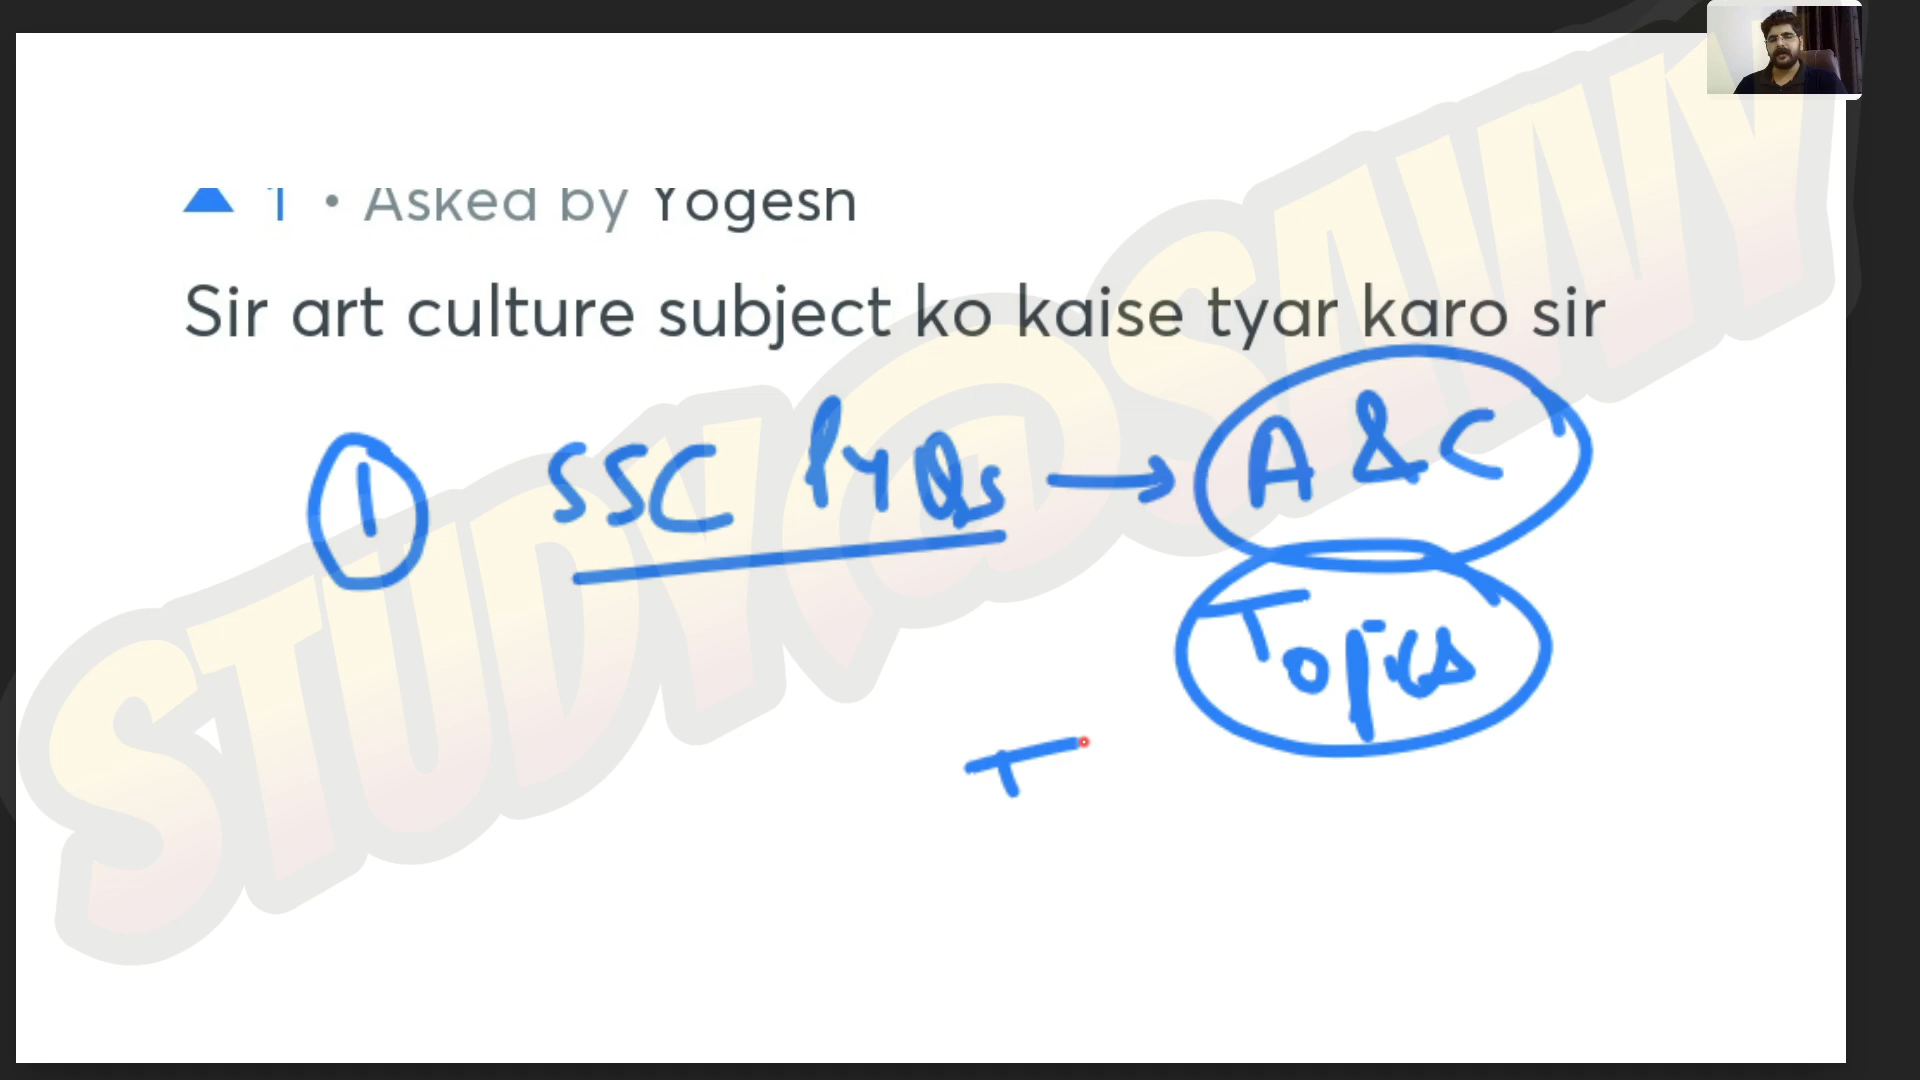 1 • Asked by Yogesh
Sir art culture subject ko kaise tyar karo sir
1 SSC PYQs → A & C
Topics
T
STUDY@SAVVY